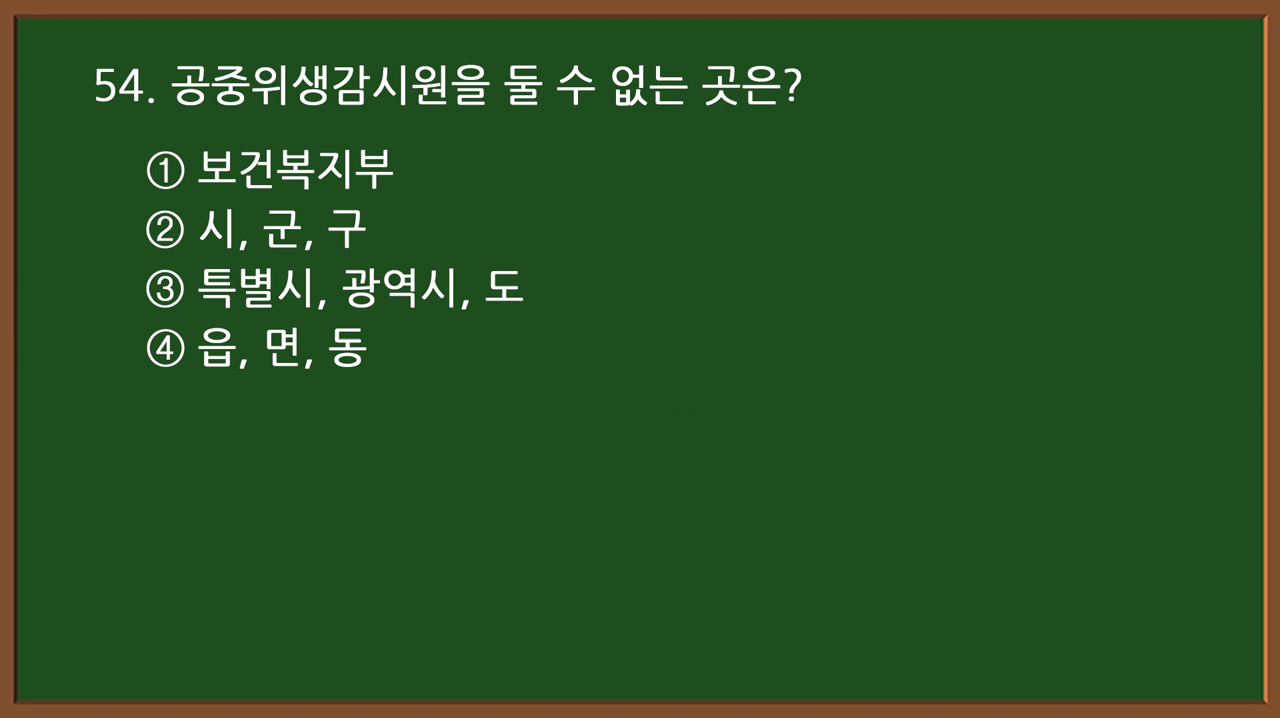 54. 공중위생감시원을 둘 수 없는 곳은?
① 보건복지부
② 시, 군, 구
③ 특별시, 광역시, 도
④ 읍, 면, 동